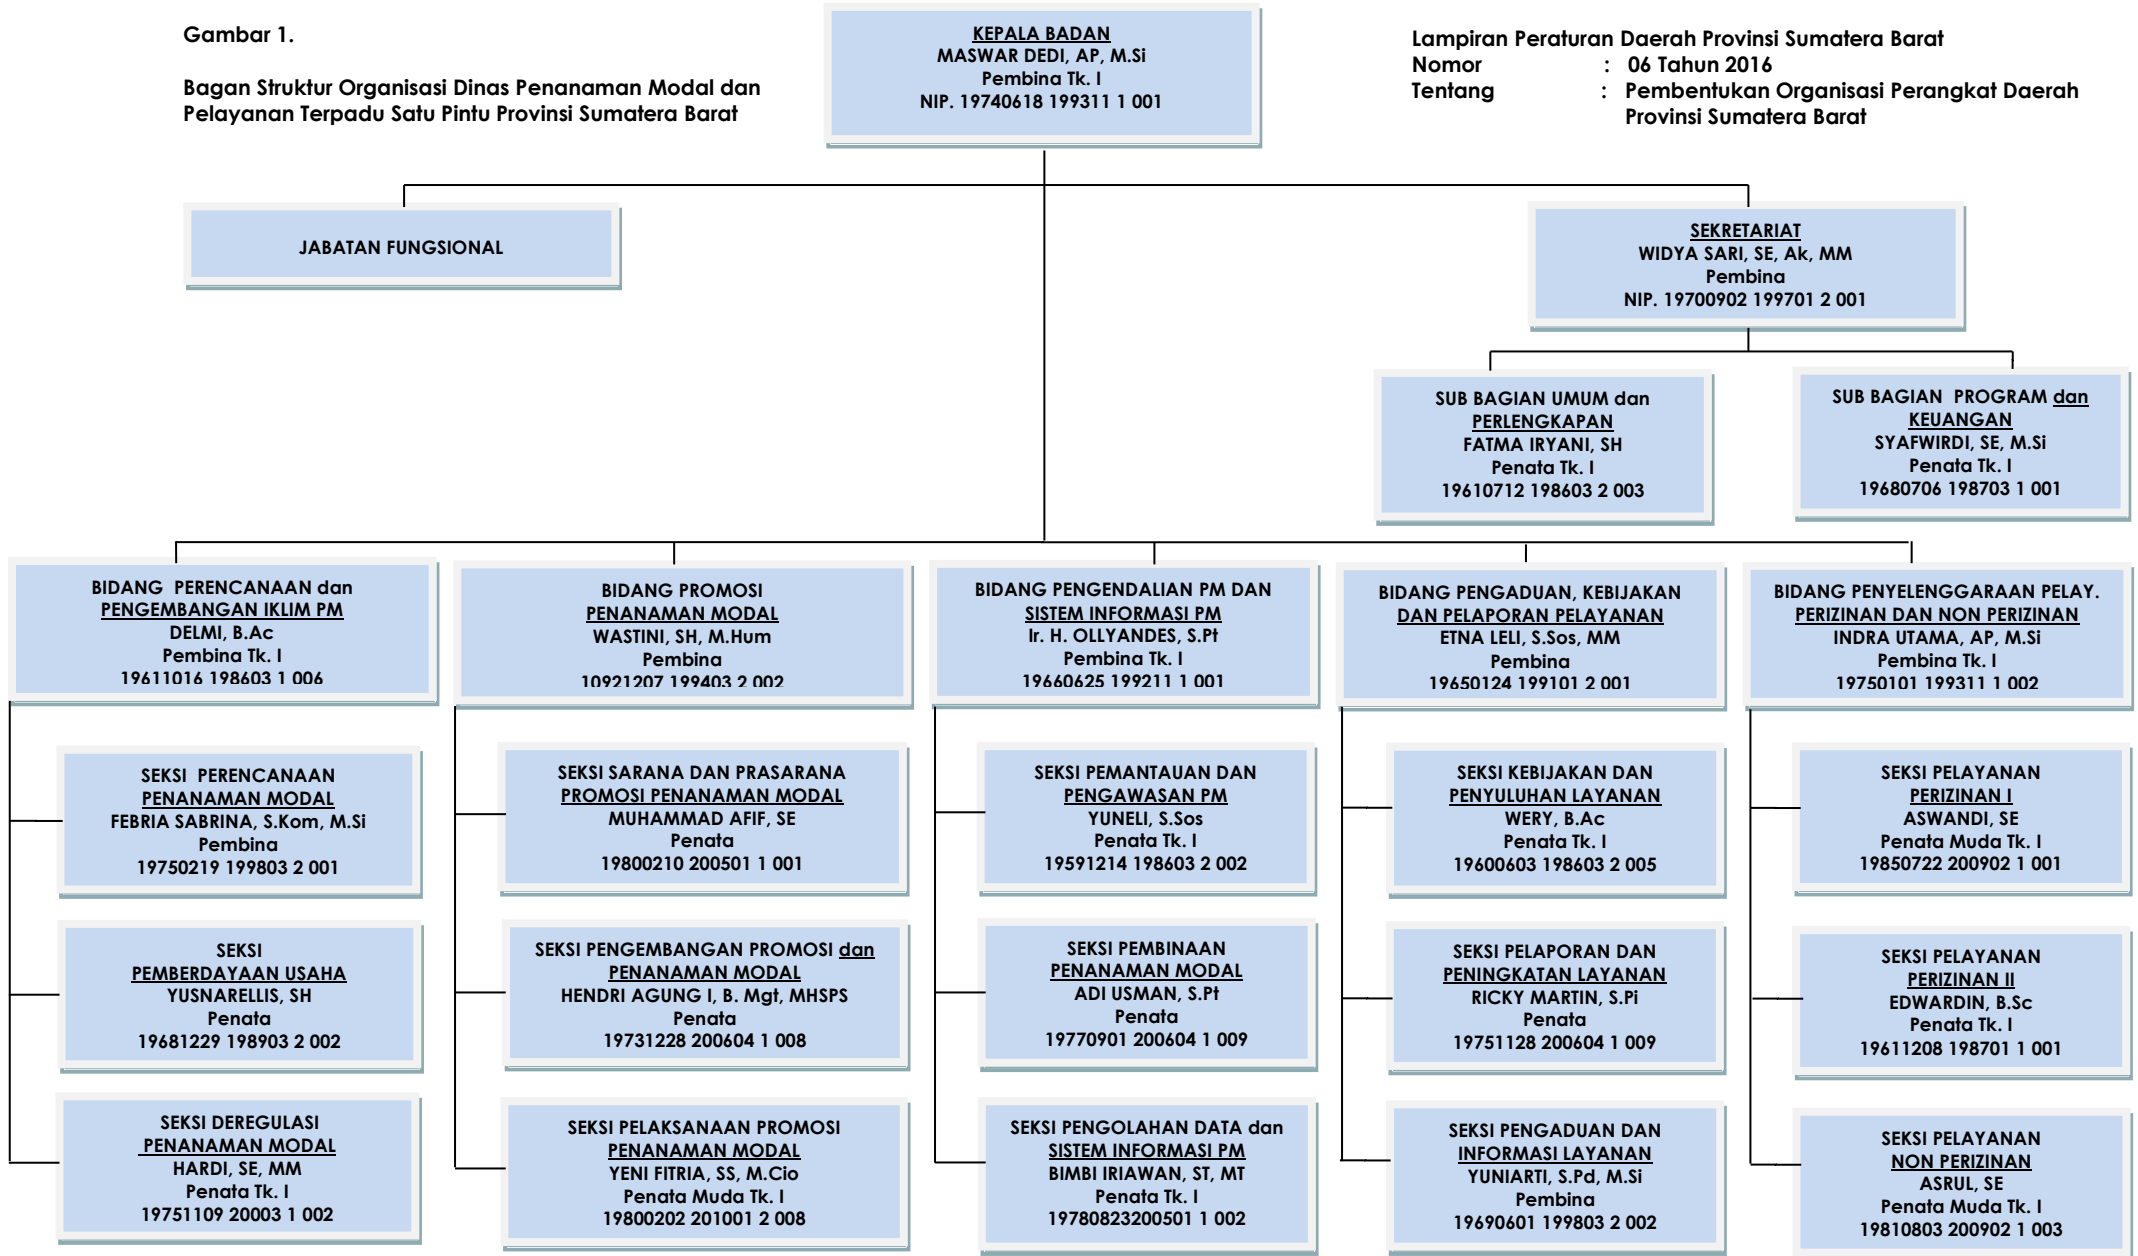 Gambar 1.
Bagan Struktur Organisasi Dinas Penanaman Modal dan
Pelayanan Terpadu Satu Pintu Provinsi Sumatera Barat
KEPALA BADAN
MASWAR DEDI, AP, M.Si
Pembina Tk. I
NIP. 19740618 199311 1 001
Lampiran Peraturan Daerah Provinsi Sumatera Barat
Nomor : 06 Tahun 2016
Tentang : Pembentukan Organisasi Perangkat Daerah
Provinsi Sumatera Barat
JABATAN FUNGSIONAL
SEKRETARIAT
WIDYA SARI, SE, Ak, MM
Pembina
NIP. 19700902 199701 2 001
SUB BAGIAN UMUM dan
PERLENGKAPAN
FATMA IRYANI, SH
Penata Tk. I
19610712 198603 2 003
SUB BAGIAN PROGRAM dan
KEUANGAN
SYAFWIRDI, SE, M.Si
Penata Tk. I
19680706 198703 1 001
BIDANG PERENCANAAN dan
PENGEMBANGAN IKLIM PM
DELMI, B.Ac
Pembina Tk. I
19611016 198603 1 006
BIDANG PROMOSI
PENANAMAN MODAL
WASTINI, SH, M.Hum
Pembina
10921207 199403 2 002
BIDANG PENGENDALIAN PM DAN
SISTEM INFORMASI PM
Ir. H. OLLYANDES, S.Pt
Pembina Tk. I
19660625 199211 1 001
BIDANG PENGADUAN, KEBIJAKAN
DAN PELAPORAN PELAYANAN
ETNA LELI, S.Sos, MM
Pembina
19650124 199101 2 001
BIDANG PENYELENGGARAAN PELAY.
PERIZINAN DAN NON PERIZINAN
INDRA UTAMA, AP, M.Si
Pembina Tk. I
19750101 199311 1 002
SEKSI PERENCANAAN
PENANAMAN MODAL
FEBRIA SABRINA, S.Kom, M.Si
Pembina
19750219 199803 2 001
SEKSI SARANA DAN PRASARANA
PROMOSI PENANAMAN MODAL
MUHAMMAD AFIF, SE
Penata
19800210 200501 1 001
SEKSI PEMANTAUAN DAN
PENGAWASAN PM
YUNELI, S.Sos
Penata Tk. I
19591214 198603 2 002
SEKSI KEBIJAKAN DAN
PENYULUHAN LAYANAN
WERY, B.Ac
Penata Tk. I
19600603 198603 2 005
SEKSI PELAYANAN
PERIZINAN I
ASWANDI, SE
Penata Muda Tk. I
19850722 200902 1 001
SEKSI
PEMBERDAYAAN USAHA
YUSNARELLIS, SH
Penata
19681229 198903 2 002
SEKSI PENGEMBANGAN PROMOSI dan
PENANAMAN MODAL
HENDRI AGUNG I, B. Mgt, MHSPS
Penata
19731228 200604 1 008
SEKSI PEMBINAAN
PENANAMAN MODAL
ADI USMAN, S.Pt
Penata
19770901 200604 1 009
SEKSI PELAPORAN DAN
PENINGKATAN LAYANAN
RICKY MARTIN, S.Pi
Penata
19751128 200604 1 009
SEKSI PELAYANAN
PERIZINAN II
EDWARDIN, B.Sc
Penata Tk. I
19611208 198701 1 001
SEKSI DEREGULASI
PENANAMAN MODAL
HARDI, SE, MM
Penata Tk. I
19751109 20003 1 002
SEKSI PELAKSANAAN PROMOSI
PENANAMAN MODAL
YENI FITRIA, SS, M.Cio
Penata Muda Tk. I
19800202 201001 2 008
SEKSI PENGOLAHAN DATA dan
SISTEM INFORMASI PM
BIMBI IRIAWAN, ST, MT
Penata Tk. I
19780823200501 1 002
SEKSI PENGADUAN DAN
INFORMASI LAYANAN
YUNIARTI, S.Pd, M.Si
Pembina
19690601 199803 2 002
SEKSI PELAYANAN
NON PERIZINAN
ASRUL, SE
Penata Muda Tk. I
19810803 200902 1 003